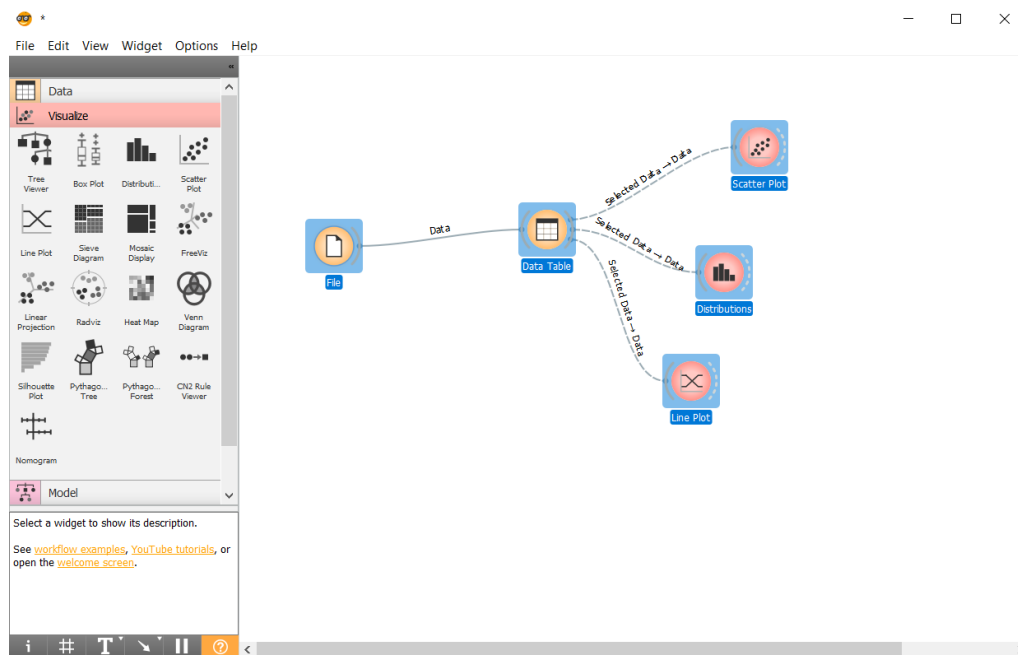 *
File Edit View Widget Options Help
«
Data
Visualize
Tree
Viewer
Box Plot
Distributi...
Scatter
Plot
Line Plot
Sieve
Diagram
Mosaic
Display
FreeViz
Linear
Projection
Radviz
Heat Map
Venn
Diagram
Silhouette
Plot
Pythago...
Tree
Pythago...
Forest
CN2 Rule
Viewer
Nomogram
Model
Select a widget to show its description.
See workflow examples, YouTube tutorials, or
open the welcome screen.
i # T ?
File
Data
Data Table
Selected Data → Data
Scatter Plot
Selected Data → Data
Distributions
Selected Data → Data
Line Plot